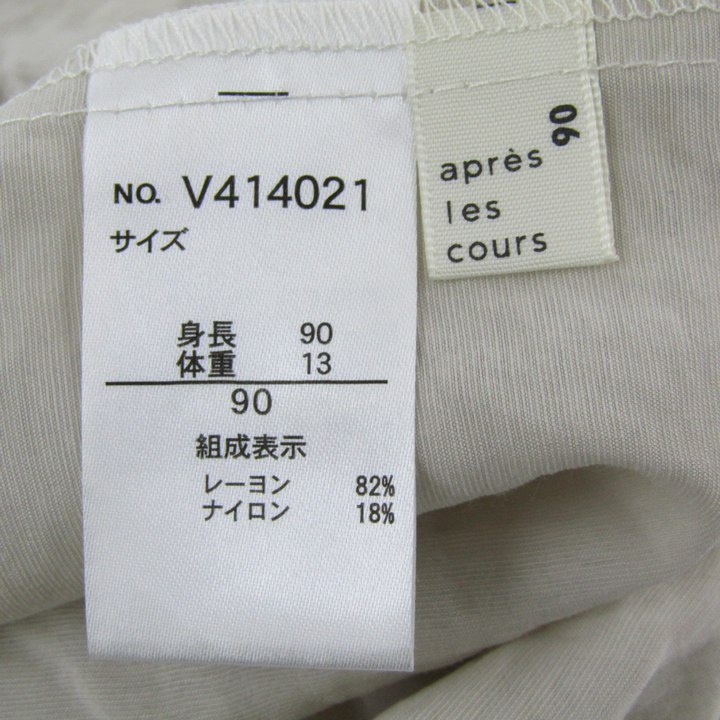 NO. V414021
サイズ
身長 90
体重 13
90
組成表示
レーヨン 82%
ナイロン 18%
90
après
les
cours